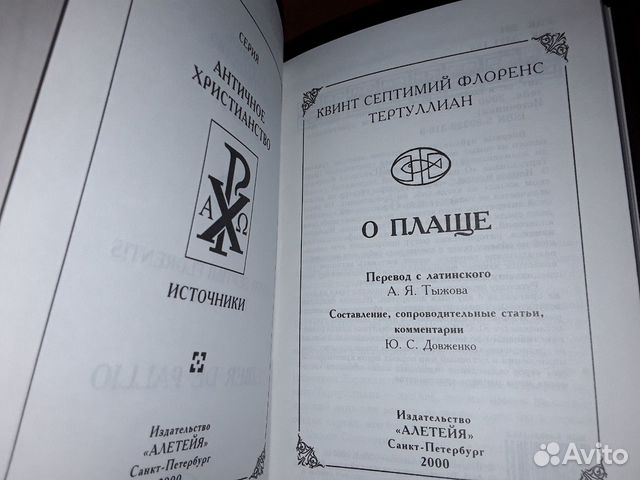 СЕРИЯ
АНТИЧНОЕ
ХРИСТИАНСТВО
Α Ω
ИСТОЧНИКИ
Издательство
«АЛЕТЕЙЯ»
Санкт-Петербург
2000
КВИНТ СЕПТИМИЙ ФЛОРЕНС
ТЕРТУЛЛИАН
О ПЛАЩЕ
Перевод с латинского
А. Я. Тыжова
Составление, сопроводительные статьи,
комментарии
Ю. С. Довженко
Издательство
«АЛЕТЕЙЯ»
Санкт-Петербург
2000
Avito